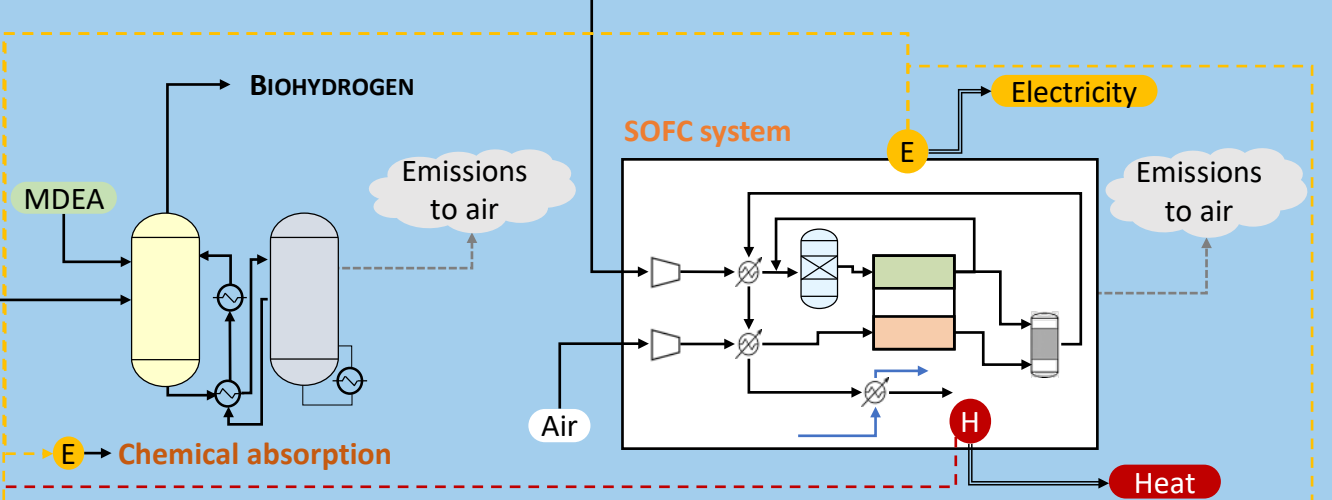 BIOHYDROGEN
Electricity
SOFC system
E
Emissions
to air
Emissions
to air
MDEA
Air
H
E
Chemical absorption
Heat